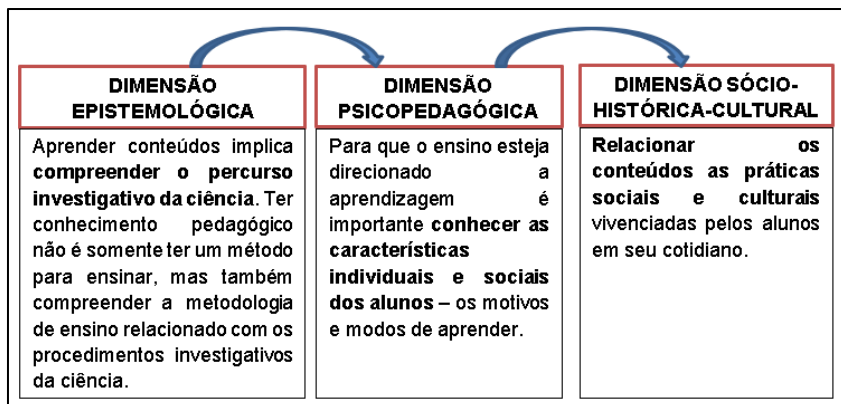 DIMENSÃO
EPISTEMOLÓGICA
Aprender conteúdos implica
compreender o percurso
investigativo da ciência. Ter
conhecimento pedagógico
não é somente ter um método
para ensinar, mas também
compreender a metodologia
de ensino relacionado com os
procedimentos investigativos
da ciência.
DIMENSÃO
PSICOPEDAGÓGICA
Para que o ensino esteja
direcionado a
aprendizagem é
importante conhecer as
características
individuais e sociais
dos alunos – os motivos
e modos de aprender.
DIMENSÃO SÓCIO-
HISTÓRICA-CULTURAL
Relacionar os
conteúdos as práticas
sociais e culturais
vivenciadas pelos alunos
em seu cotidiano.